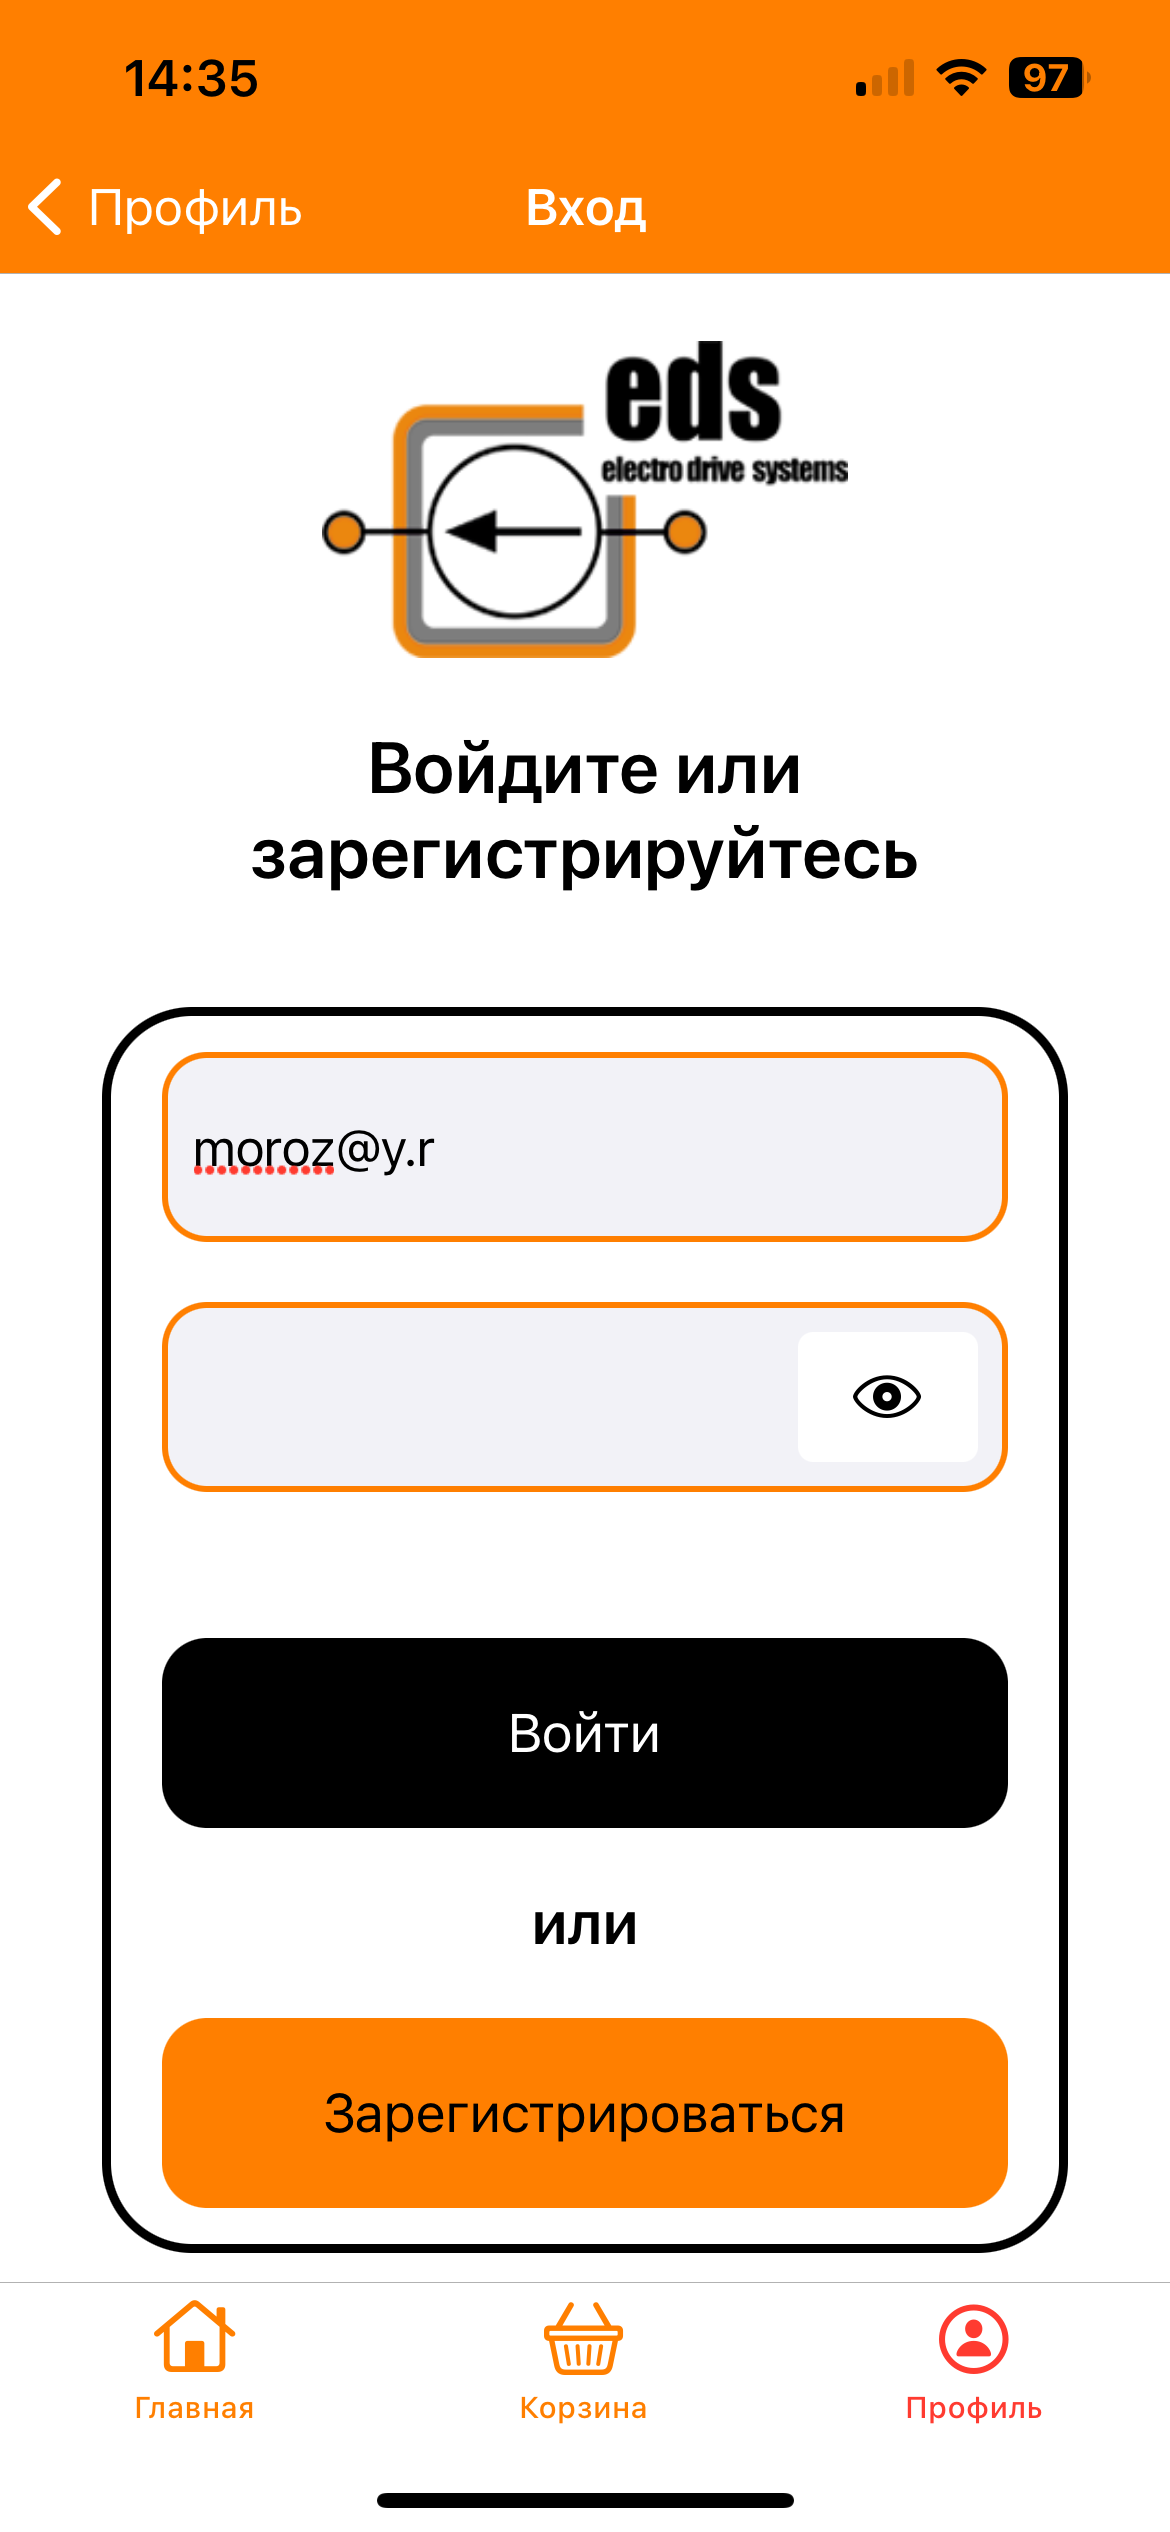 14:35
97
Профиль
Вход
eds
electro drive systems
Войдите или
зарегистрируйтесь
moroz@y.r
Войти
или
Зарегистрироваться
Главная
Корзина
Профиль